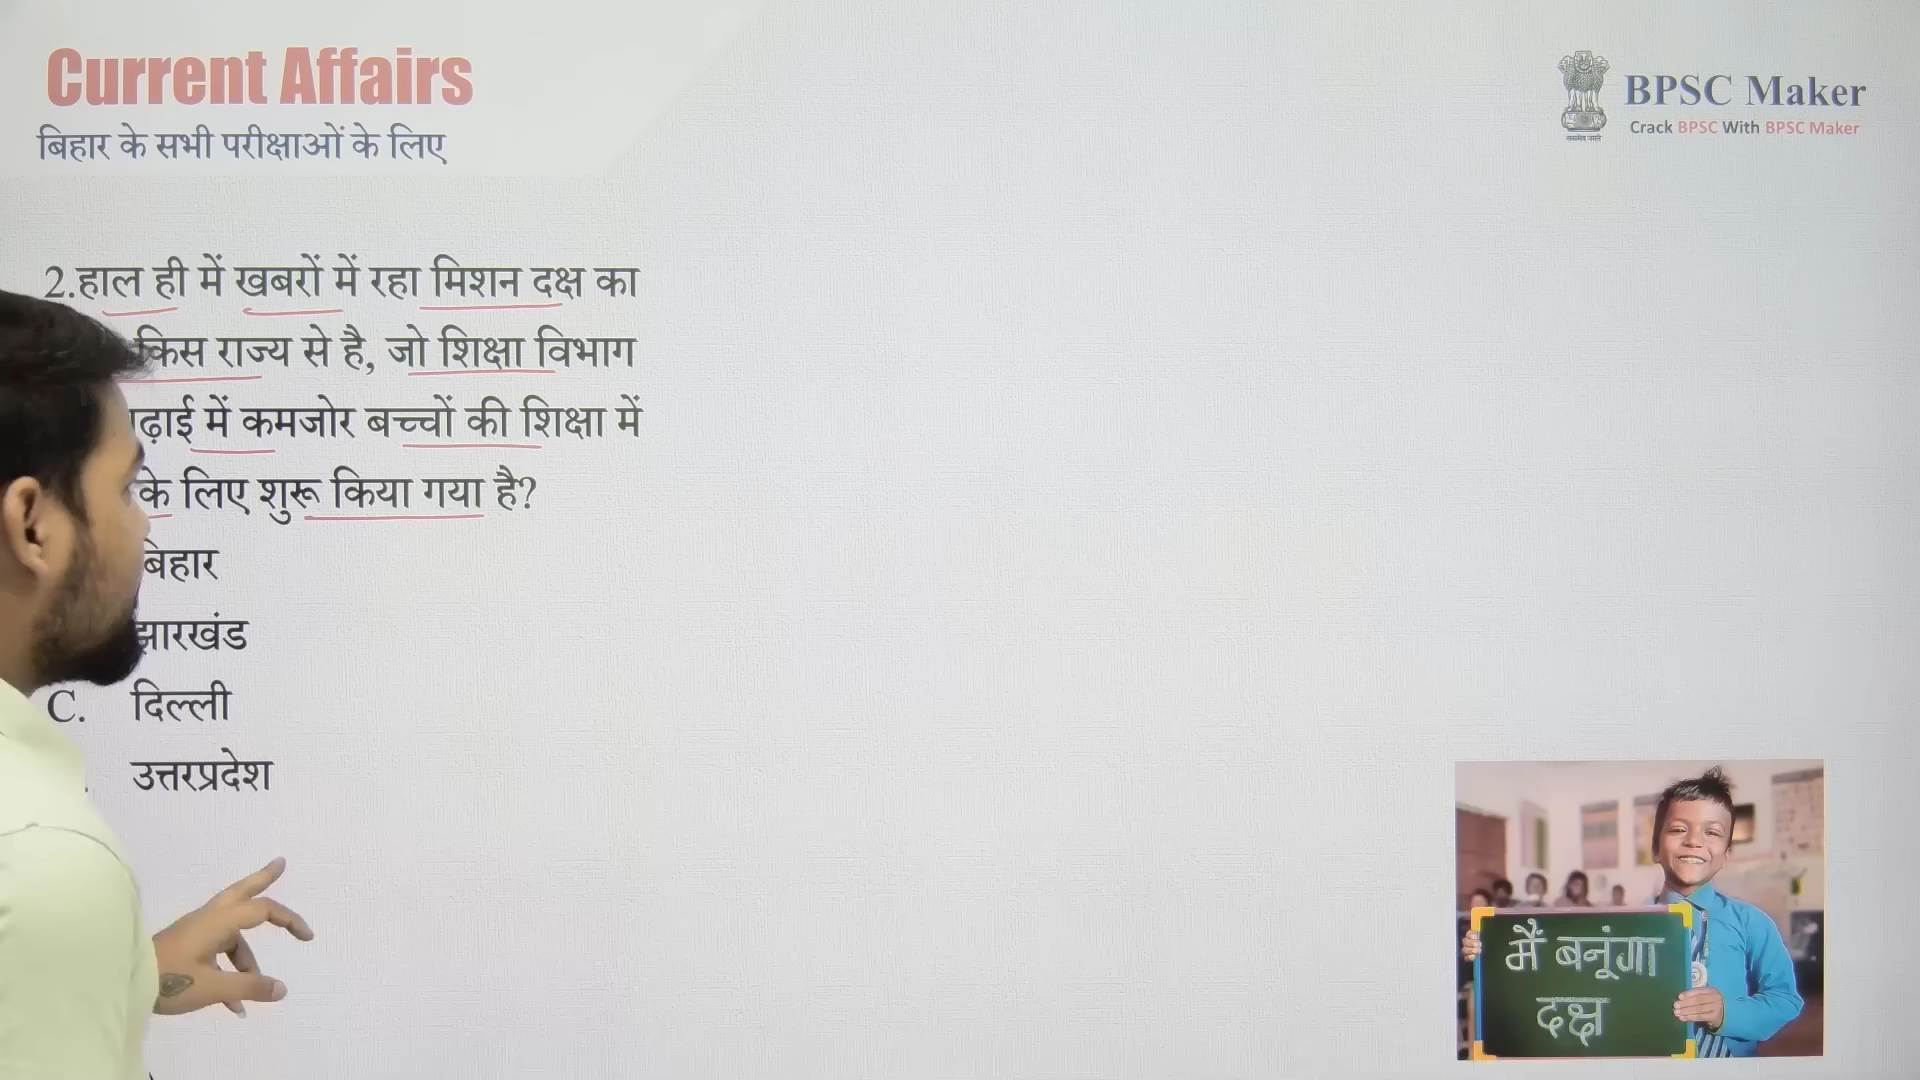 Current Affairs
बिहार के सभी परीक्षाओं के लिए
BPSC Maker
Crack BPSC With BPSC Maker
2.हाल ही में खबरों में रहा मिशन दक्ष का
किस राज्य से है, जो शिक्षा विभाग
में कमजोर बच्चों की शिक्षा में
के लिए शुरू किया गया है?
बिहार
झारखंड
C. दिल्ली
उत्तरप्रदेश
मैं बनूंगा
दक्ष